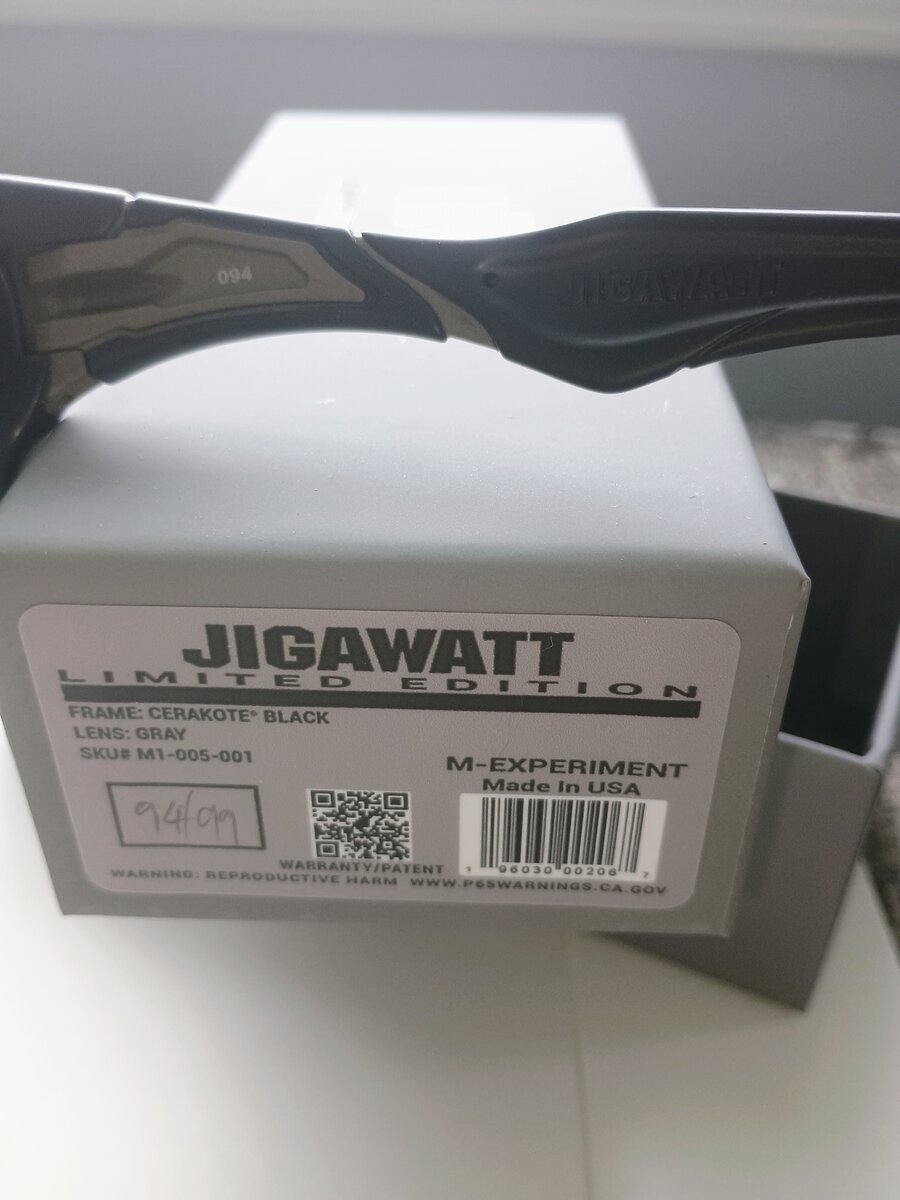 094
JIGAWATT
JIGAWATT
LIMITED EDITION
FRAME: CERAKOTE® BLACK
LENS: GRAY
SKU# M1-005-001
M-EXPERIMENT
Made In USA
94/99
1 96030 00206 7
WARRANTY/PATENT
WARNING: REPRODUCTIVE HARM WWW.P65WARNINGS.CA.GOV